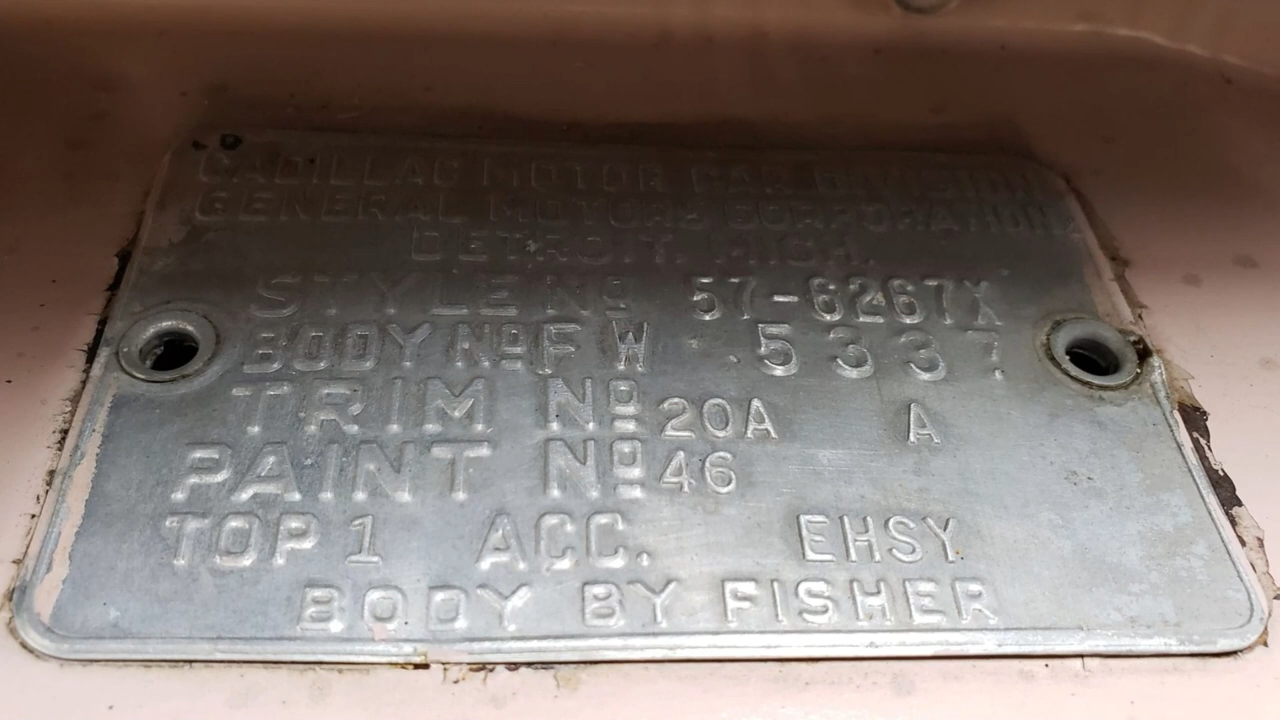 CADILLAC MOTOR CAR DIVISION
GENERAL MOTORS CORPORATION
DETROIT, MICH.
STYLE Nº 57-6267X
BODY Nº FW 5337
TRIM Nº 20A A
PAINT Nº 46
TOP 1 ACC. EHSY
BODY BY FISHER